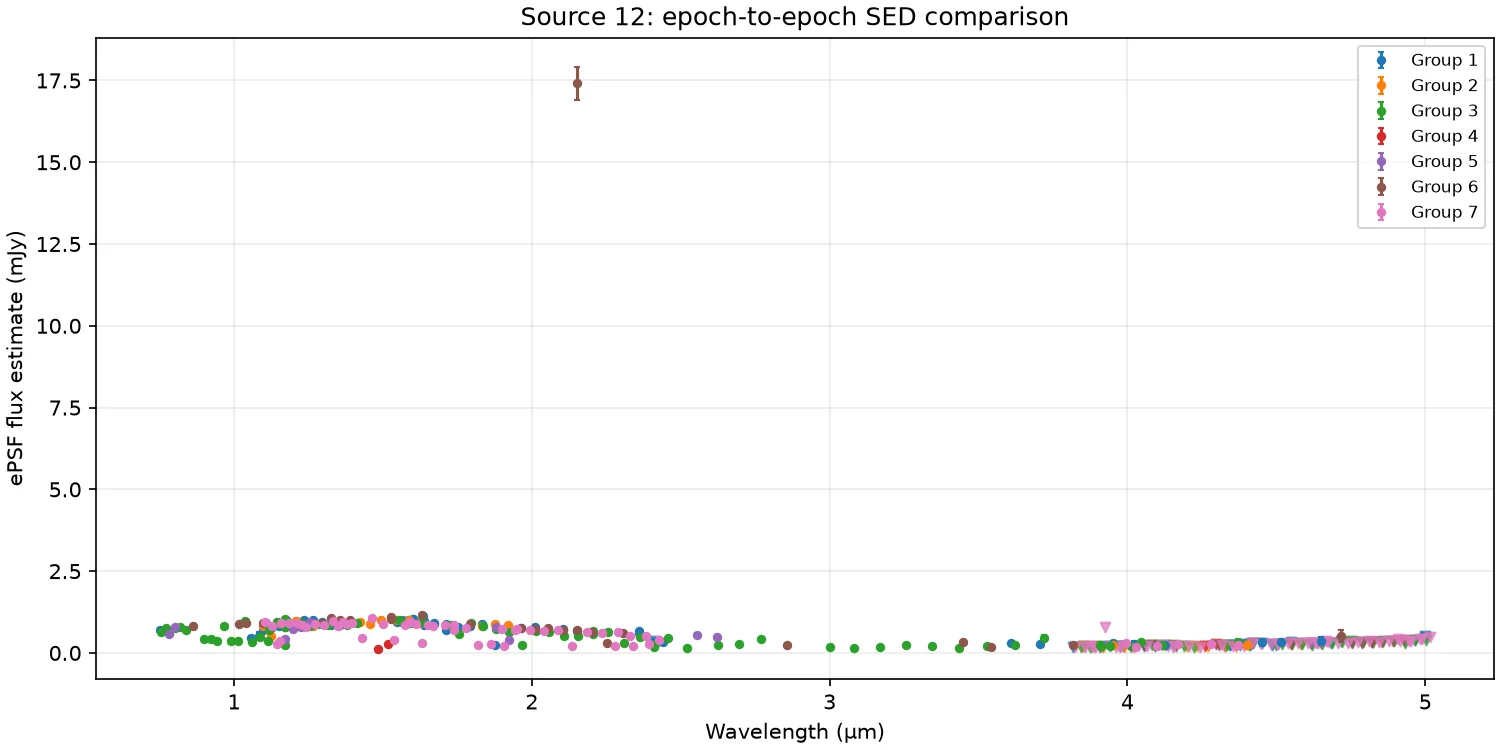 Source 12: epoch-to-epoch SED comparison
17.5
15.0
12.5
10.0
7.5
5.0
2.5
0.0
ePSF flux estimate (mJy)
Group 1
Group 2
Group 3
Group 4
Group 5
Group 6
Group 7
1
2
3
4
5
Wavelength (μm)